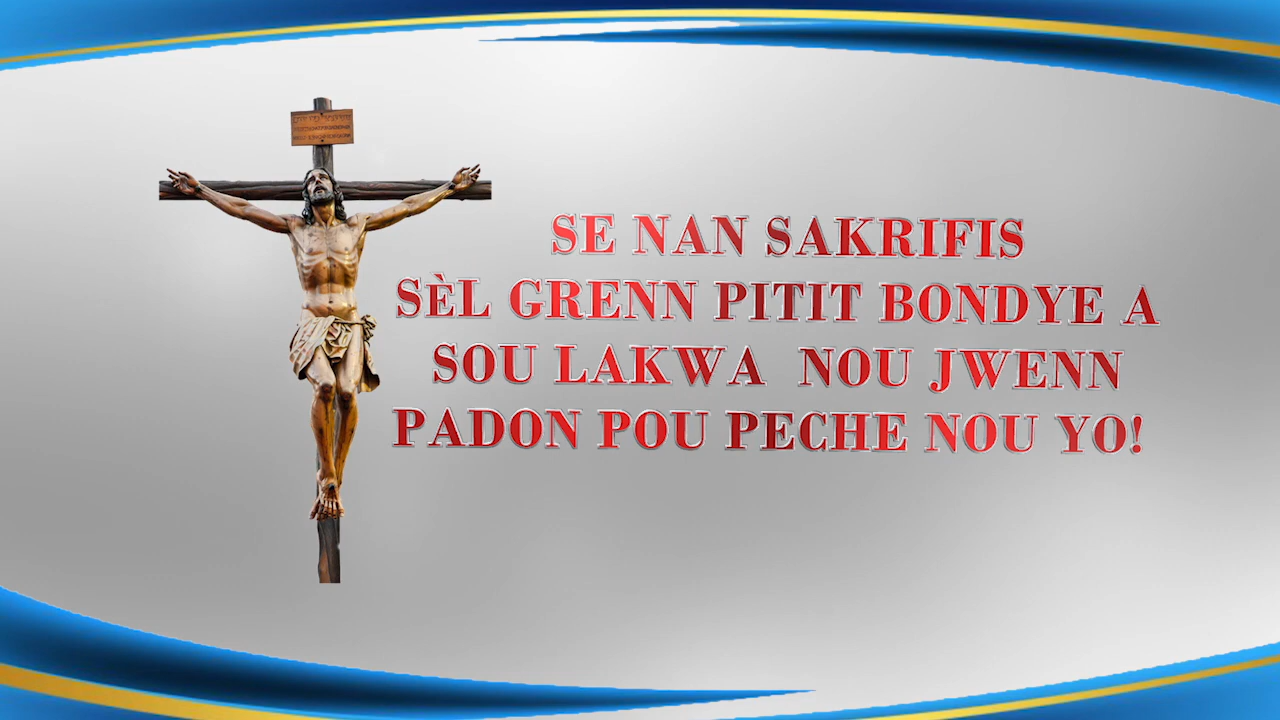 SE NAN SAKRIFIS
SÈL GRENN PITIT BONDYE A
SOU LAKWA NOU JWENN
PADON POU PECHE NOU YO!